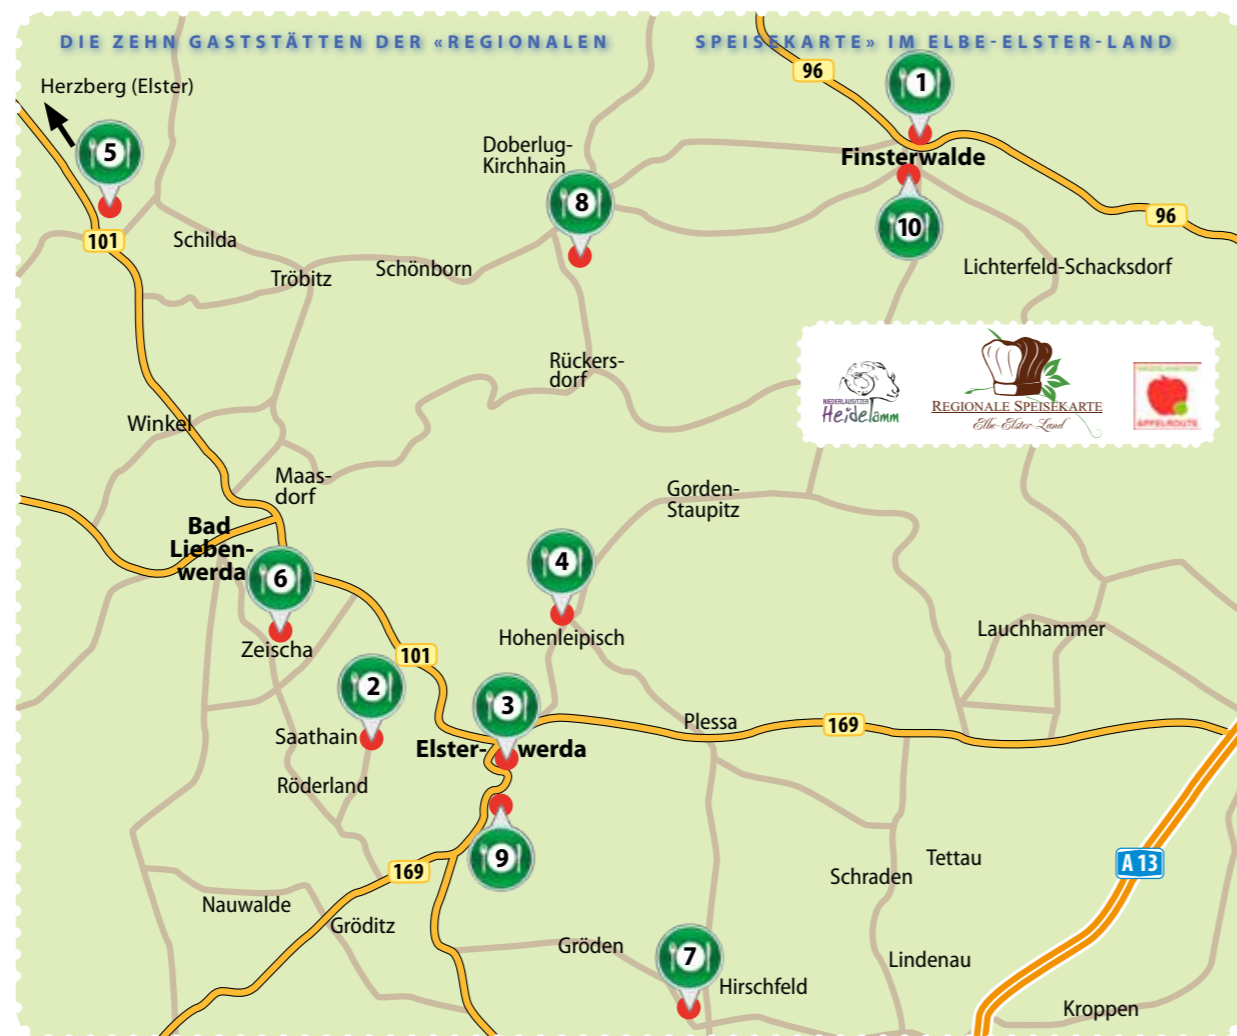 DIE ZEHN GASTSTÄTTEN DER «REGIONALEN SPEISEKARTE» IM ELBE-ELSTER-LAND
96
1
Herzberg (Elster)
5
Doberlug-
Kirchhain
Finsterwalde
8
10
96
101
Schilda
Tröbitz
Schönborn
Lichterfeld-Schacksdorf
Rückers-
dorf
NIEDERLAUSITZER
Heidelamm
REGIONALE SPEISEKARTE
Elbe-Elster-Land
NIEDERLAUSITZER
APFELROUTE
Winkel
Maas-
dorf
Gorden-
Staupitz
Bad
Lieben-
werda
6
4
Zeischa
Hohenleipisch
Lauchhammer
101
2
3
Saathain
Elster-werda
Plessa
169
Röderland
9
169
Tettau
A 13
Schraden
Nauwalde
Gröditz
Gröden
7
Hirschfeld
Lindenau
Kroppen